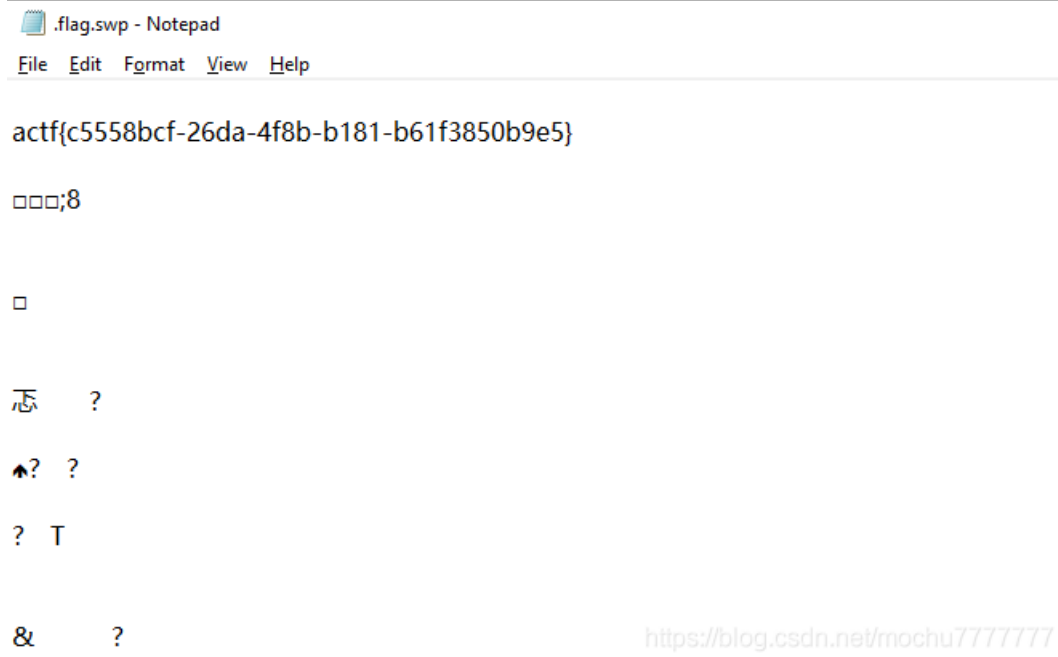 .flag.swp - Notepad
File Edit Format View Help
actf{c5558bcf-26da-4f8b-b181-b61f3850b9e5}
□□□;8
□
忑 ?
♠? ?
? T
& ?
https://blog.csdn.net/mochu7777777